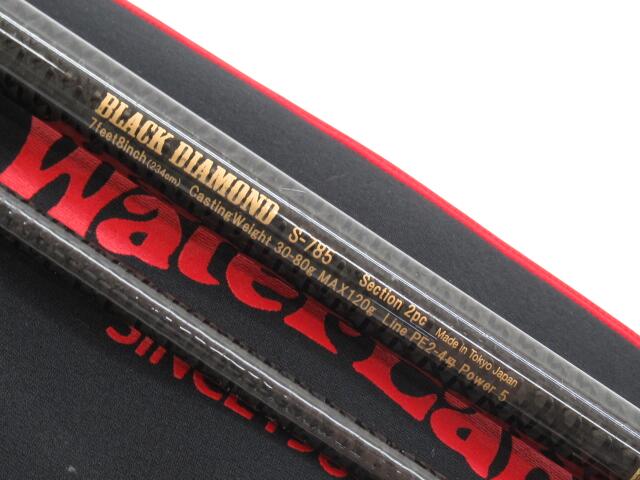 BLACK DIAMOND S-785 Section 2pc Made in Tokyo Japan
7feet8inch(234cm) CastingWeight 30-80g MAX120g Line PE2-4号 Power 5
WaterLan
SINCE